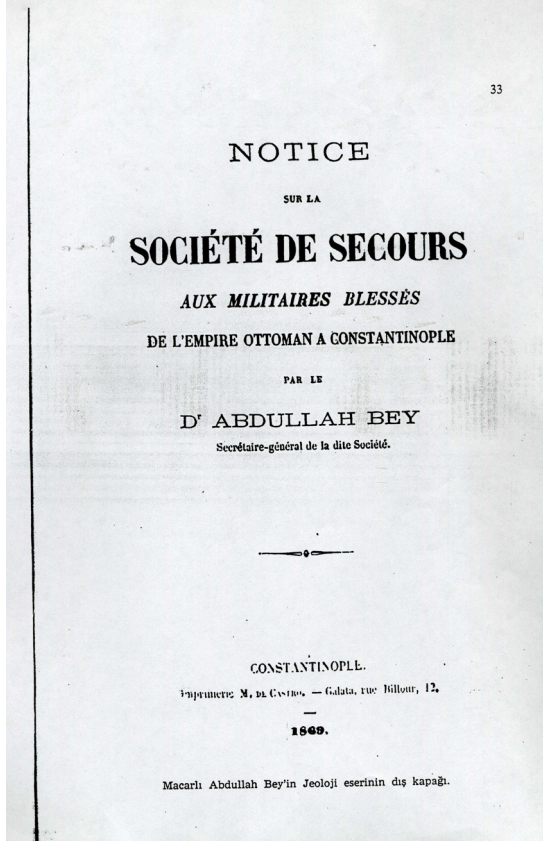 33
NOTICE
SUR LA
SOCIÉTÉ DE SECOURS
AUX MILITAIRES BLESSÉS
DE L'EMPIRE OTTOMAN A CONSTANTINOPLE
PAR LE
Dr ABDULLAH BEY
Secrétaire-général de la dite Société.
CONSTANTINOPLE.
Imprimerie M. DE CASTRO. — Galata, rue Billour, 12.
1869.
Macarlı Abdullah Bey'in Jeoloji eserinin dış kapağı.